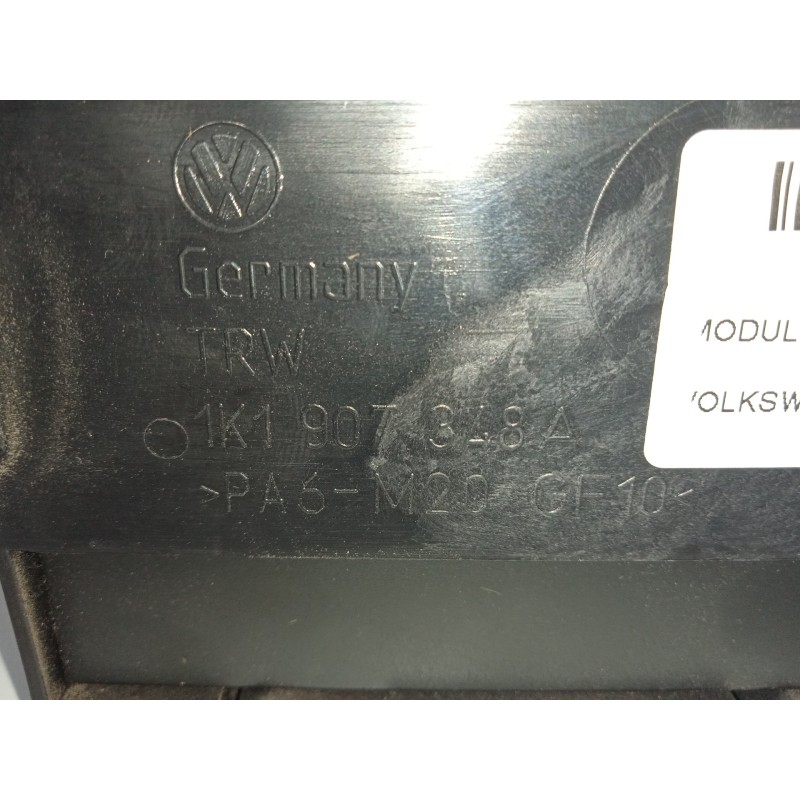 Germany
TRW
1K1 907 348 A
>PA6-M20 GF10<
MODUL
VOLKSW